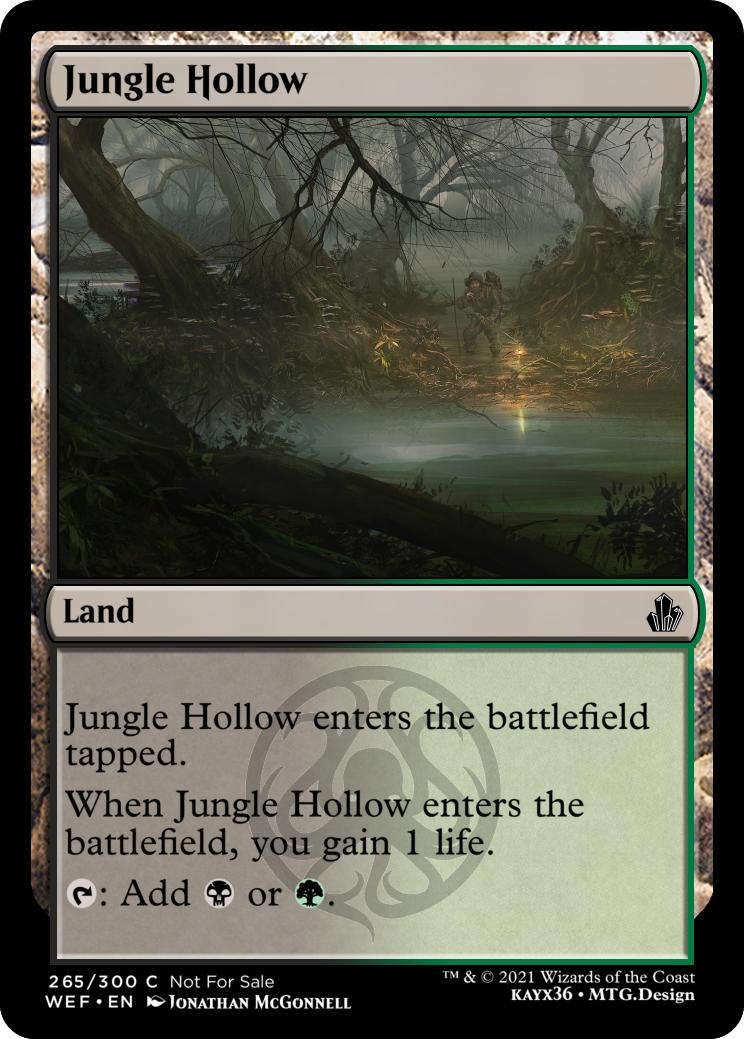 Jungle Hollow
Land
Jungle Hollow enters the battlefield
tapped.
When Jungle Hollow enters the
battlefield, you gain 1 life.
: Add or .
265/300 C Not For Sale
WEF • EN JONATHAN MCGONNELL
™ & © 2021 Wizards of the Coast
KAYX36 • MTG.Design